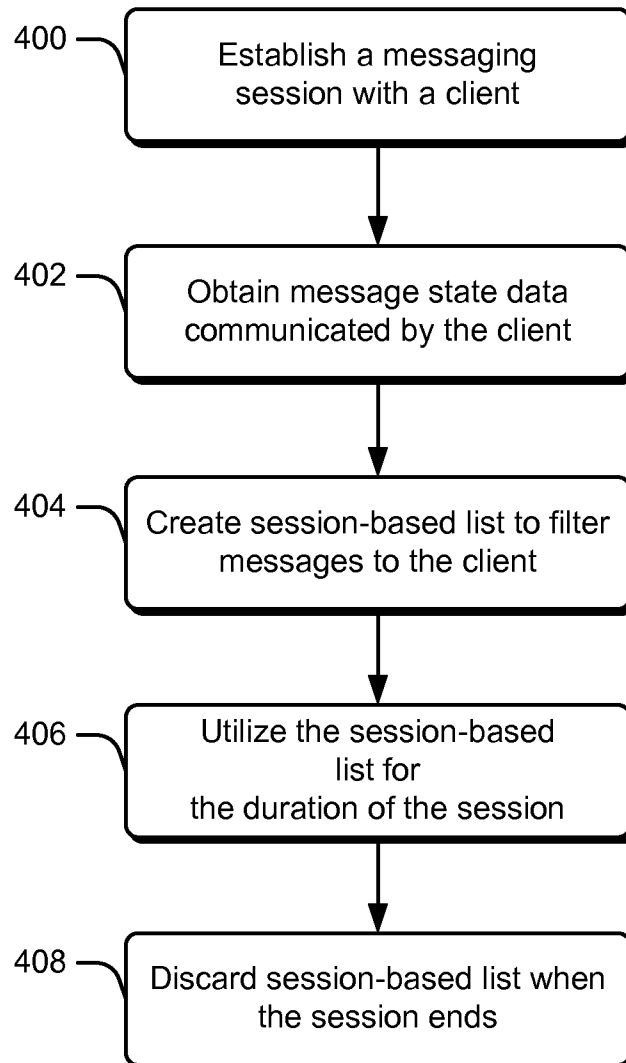 400
Establish a messaging
session with a client
402
Obtain message state data
communicated by the client
404
Create session-based list to filter
messages to the client
406
Utilize the session-based
list for
the duration of the session
408
Discard session-based list when
the session ends